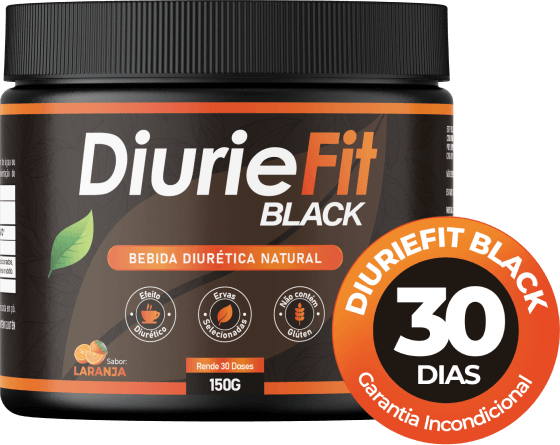 DiurieFit
BLACK
BEBIDA DIURÉTICA NATURAL
Efeito
Diurético
Ervas
Selecionadas
Não contém
Glúten
Sabor:
LARANJA
Rende 30 Doses
150G
DIURIEFIT BLACK
30
DIAS
Garantia Incondicional